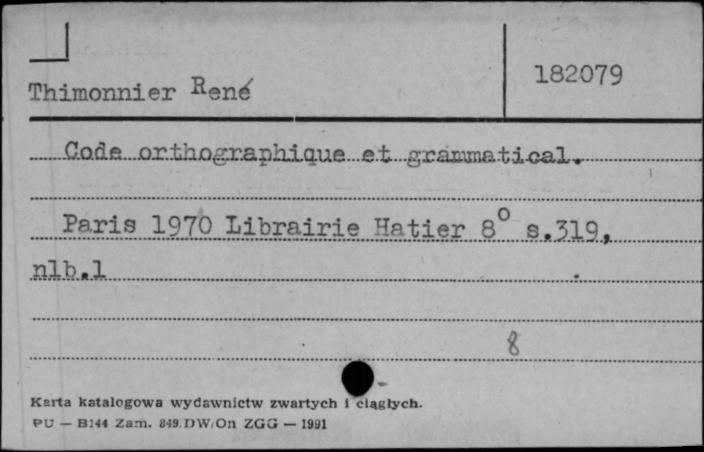 182079
Thimonnier René
Code orthographique et grammatical.
Paris 1970 Librairie Hatier 8° s.319,
nlb.1
8
Karta katalogowa wydawnictw zwartych i ciągłych.
PU — B144 Zam. 849/DW/On ZGG — 1991